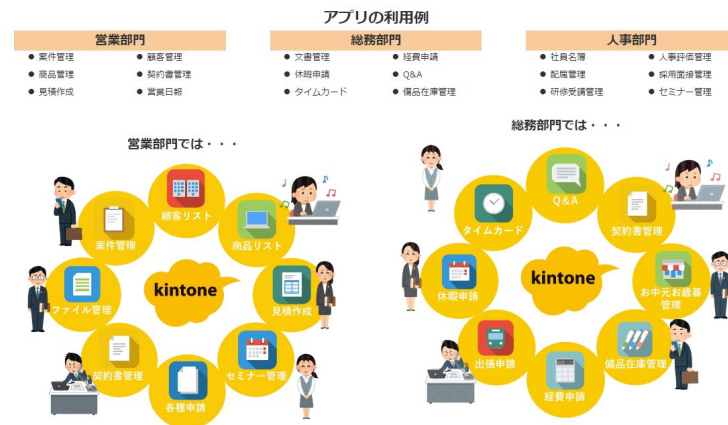 アプリの利用例
営業部門
● 案件管理
● 顧客管理
● 商品管理
● 契約書管理
● 見積作成
● 営業日報
総務部門
● 文書管理
● 経費申請
● 休暇申請
● Q&A
● タイムカード
● 備品在庫管理
人事部門
● 社員名簿
● 人事評価管理
● 配属管理
● 採用面接管理
● 研修受講管理
● セミナー管理
営業部門では・・・
顧客リスト
案件管理
商品リスト
kintone
ファイル管理
見積作成
契約書管理
セミナー管理
各種申請
総務部門では・・・
Q&A
タイムカード
契約書管理
kintone
休暇申請
お中元お歳暮
管理
出張申請
備品在庫管理
経費申請